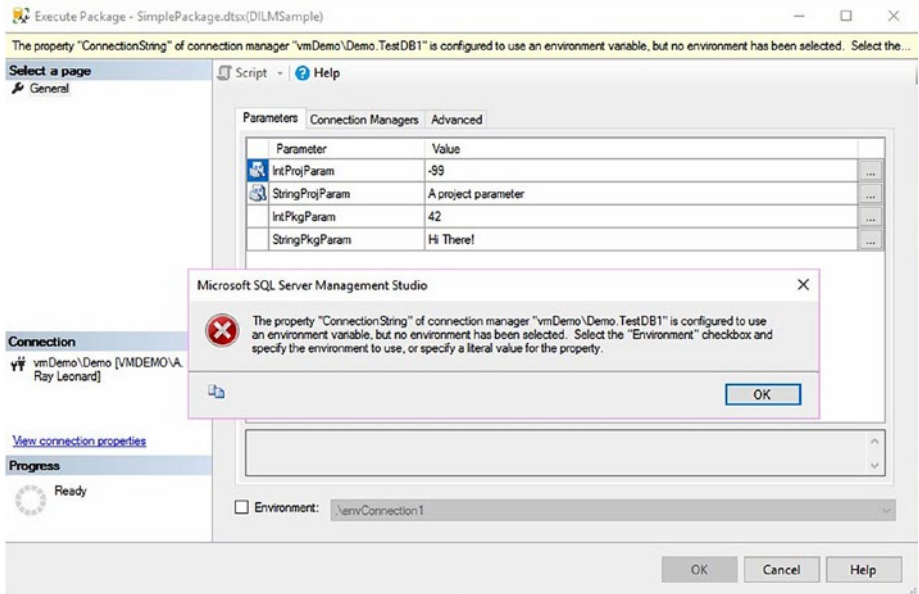 Execute Package - SimplePackage.dtsx(DILMSample)
The property "ConnectionString" of connection manager "vmDemo\Demo.TestDB1" is configured to use an environment variable, but no environment has been selected. Select the...
Select a page
General
Script
Help
Parameters Connection Managers Advanced
Parameter Value
IntProjParam -99 ...
StringProjParam A project parameter ...
IntPkgParam 42 ...
StringPkgParam Hi There! ...
Microsoft SQL Server Management Studio
The property "ConnectionString" of connection manager "vmDemo\Demo.TestDB1" is configured to use
an environment variable, but no environment has been selected. Select the "Environment" checkbox and
specify the environment to use, or specify a literal value for the property.
OK
Connection
vmDemo\Demo [VMDEMO\A.
Ray Leonard]
View connection properties
Progress
Ready
Environment: .\envConnection1
OK Cancel Help